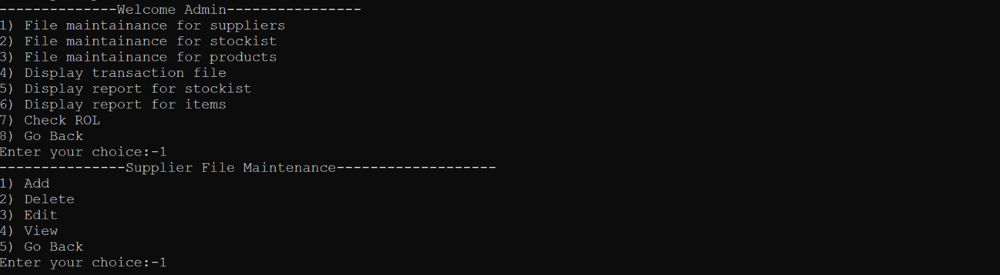 --------------Welcome Admin----------------
1) File maintainance for suppliers
2) File maintainance for stockist
3) File maintainance for products
4) Display transaction file
5) Display report for stockist
6) Display report for items
7) Check ROL
8) Go Back
Enter your choice:-1
---------------Supplier File Maintenance-------------------
1) Add
2) Delete
3) Edit
4) View
5) Go Back
Enter your choice:-1